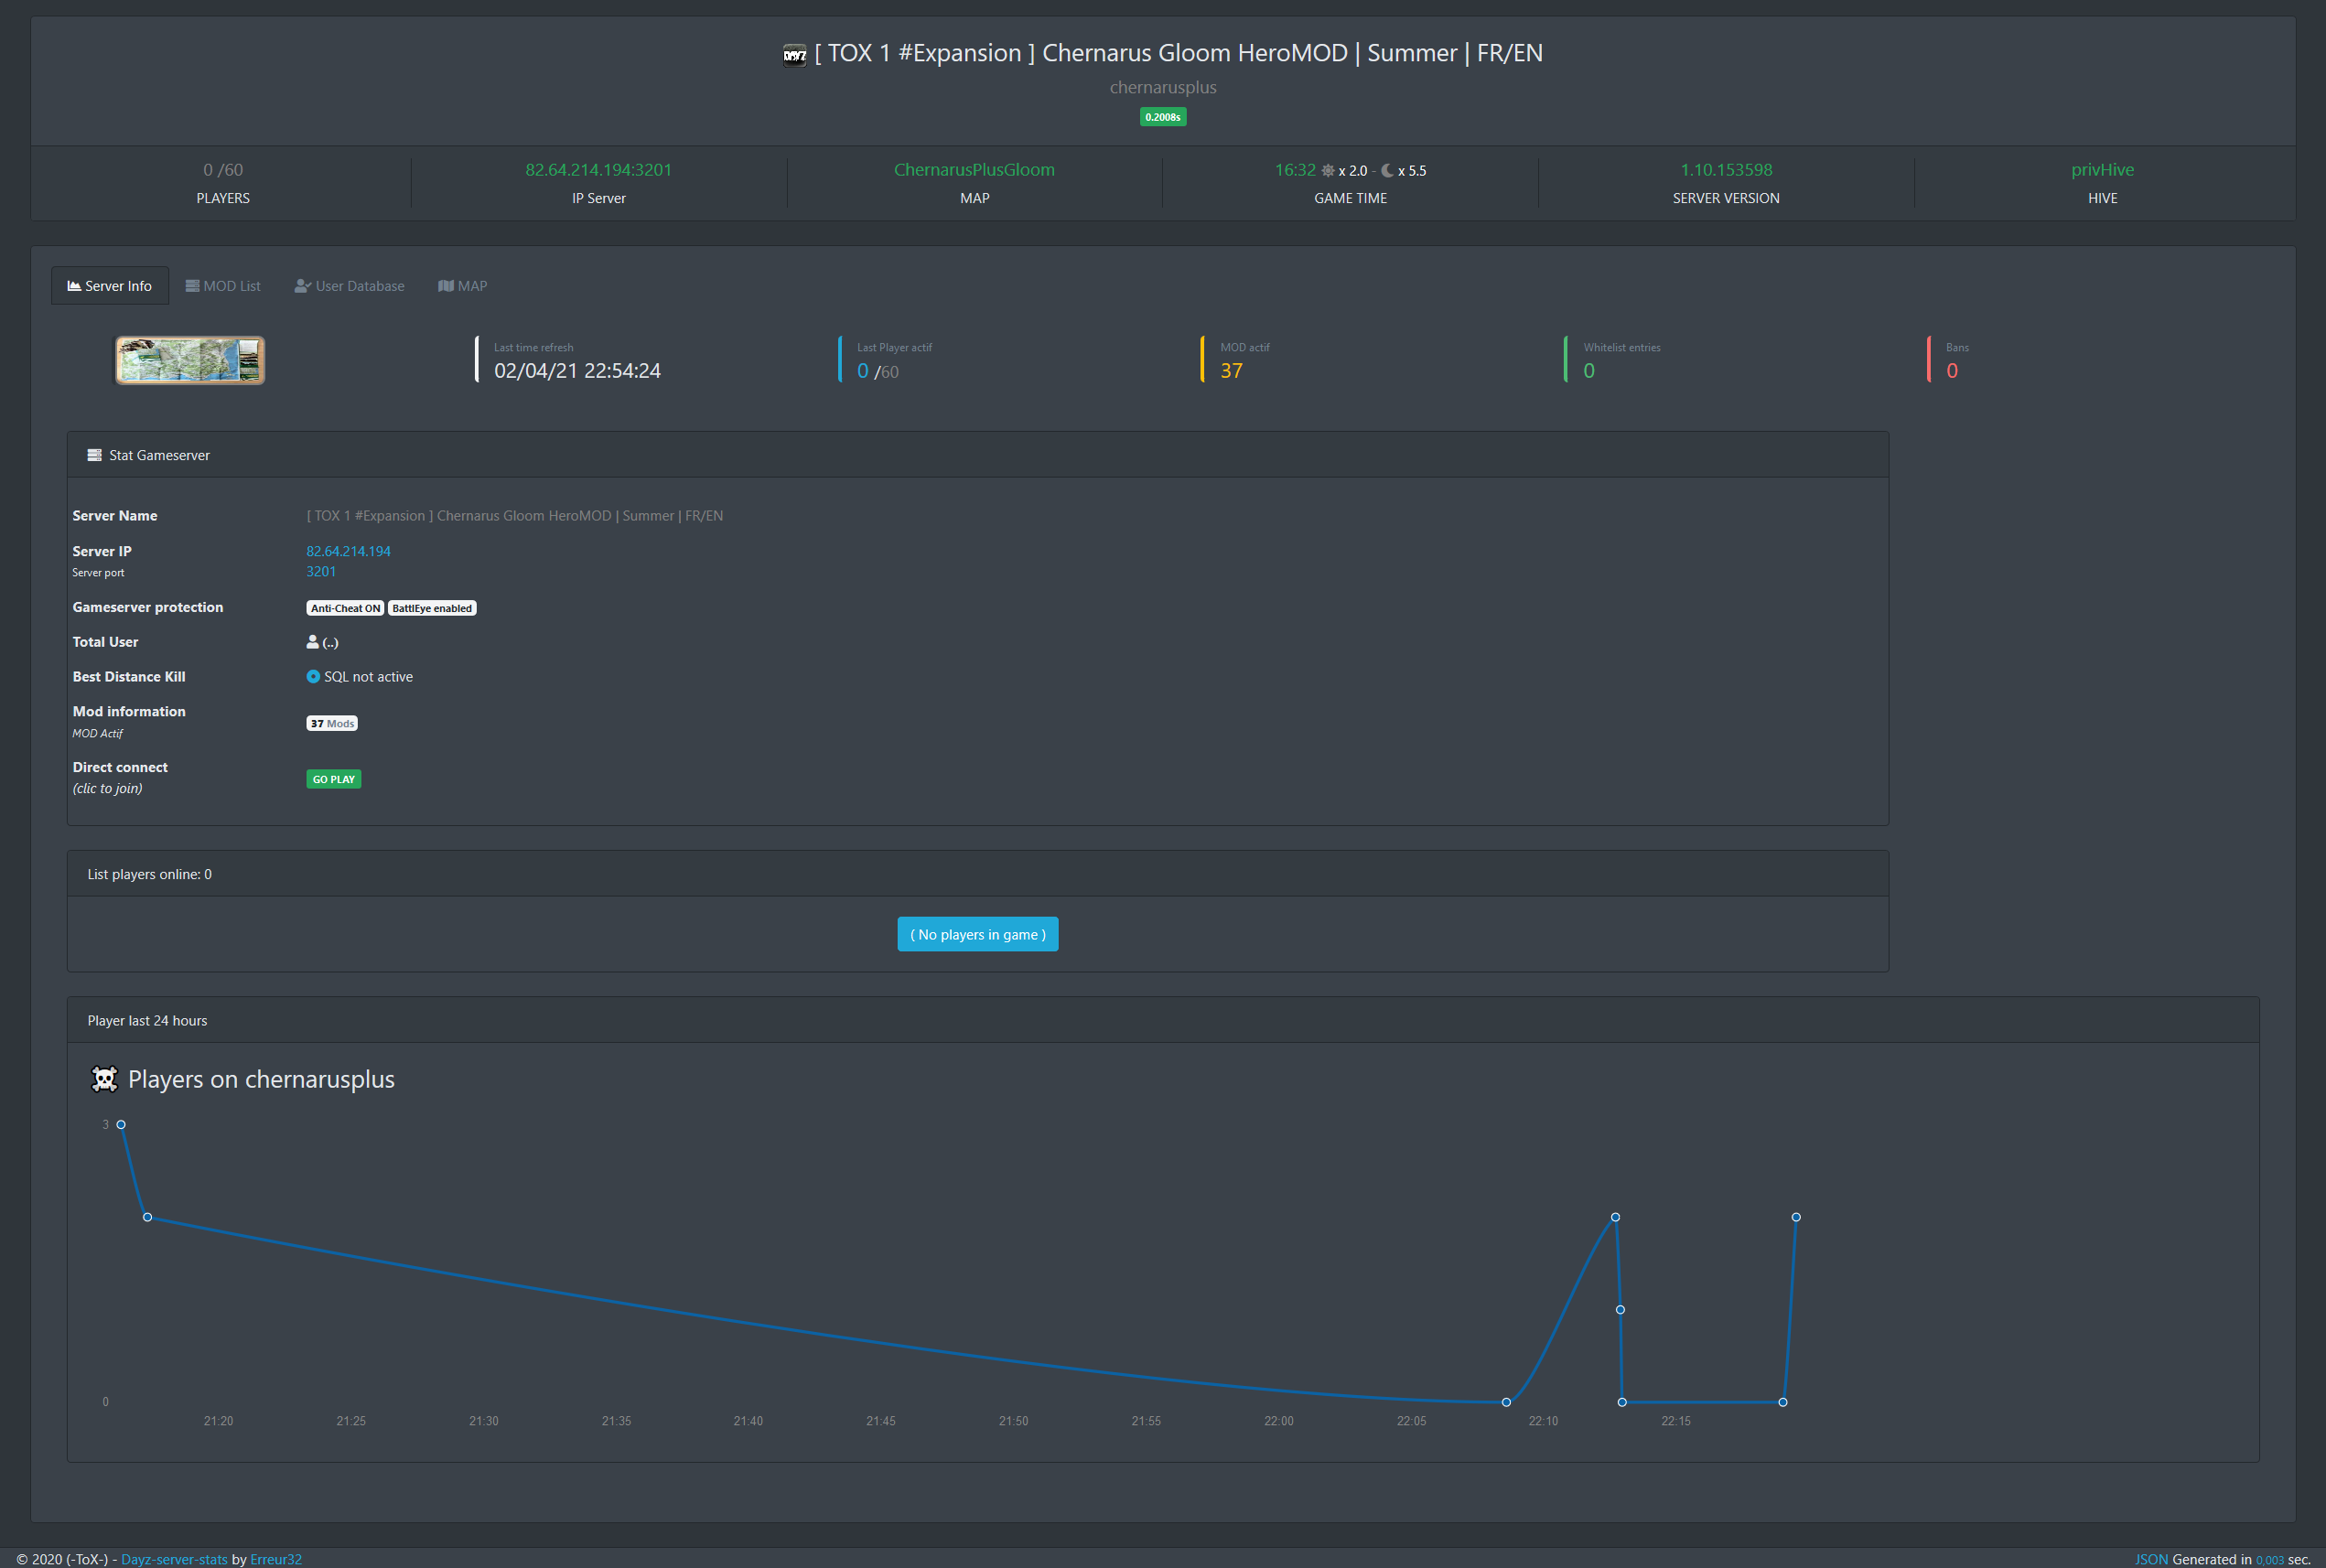 [ TOX 1 #Expansion ] Chernarus Gloom HeroMOD | Summer | FR/EN
chernarusplus
0.2008s
0 /60
PLAYERS
82.64.214.194:3201
IP Server
ChernarusPlusGloom
MAP
16:32 x 2.0 - x 5.5
GAME TIME
1.10.153598
SERVER VERSION
privHive
HIVE
Server Info
MOD List
User Database
MAP
Last time refresh
02/04/21 22:54:24
Last Player actif
0 /60
MOD actif
37
Whitelist entries
0
Bans
0
Stat Gameserver
Server Name
[ TOX 1 #Expansion ] Chernarus Gloom HeroMOD | Summer | FR/EN
Server IP
82.64.214.194
Server port
3201
Gameserver protection
Anti-Cheat ON BattlEye enabled
Total User
(..)
Best Distance Kill
SQL not active
Mod information
MOD Actif
37 Mods
Direct connect
(clic to join)
GO PLAY
List players online: 0
( No players in game )
Player last 24 hours
Players on chernarusplus
3
0
21:20 21:25 21:30 21:35 21:40 21:45 21:50 21:55 22:00 22:05 22:10 22:15
© 2020 (-ToX-) - Dayz-server-stats by Erreur32
JSON Generated in 0,003 sec.